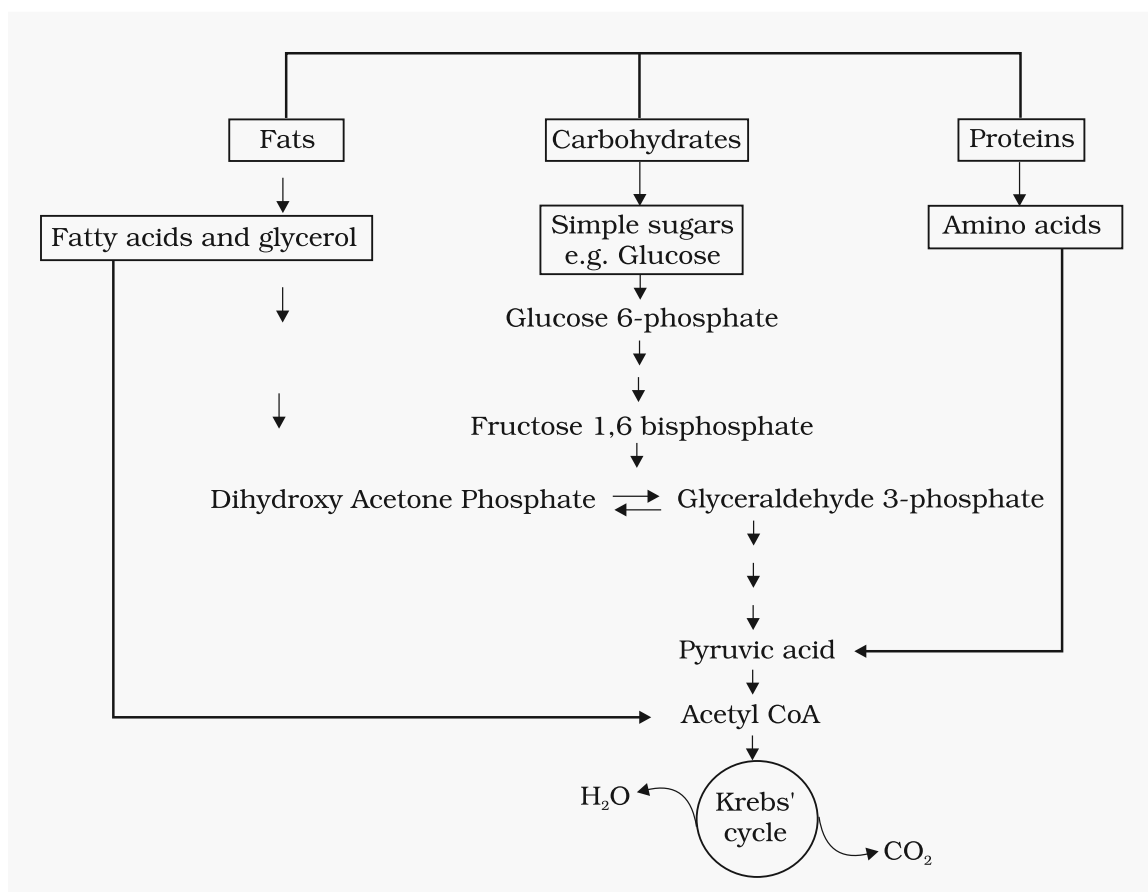 Fats
Carbohydrates
Proteins
Fatty acids and glycerol
Simple sugars
e.g. Glucose
Amino acids
Glucose 6-phosphate
Fructose 1,6 bisphosphate
Dihydroxy Acetone Phosphate
Glyceraldehyde 3-phosphate
Pyruvic acid
Acetyl CoA
H₂O
Krebs'
cycle
CO₂